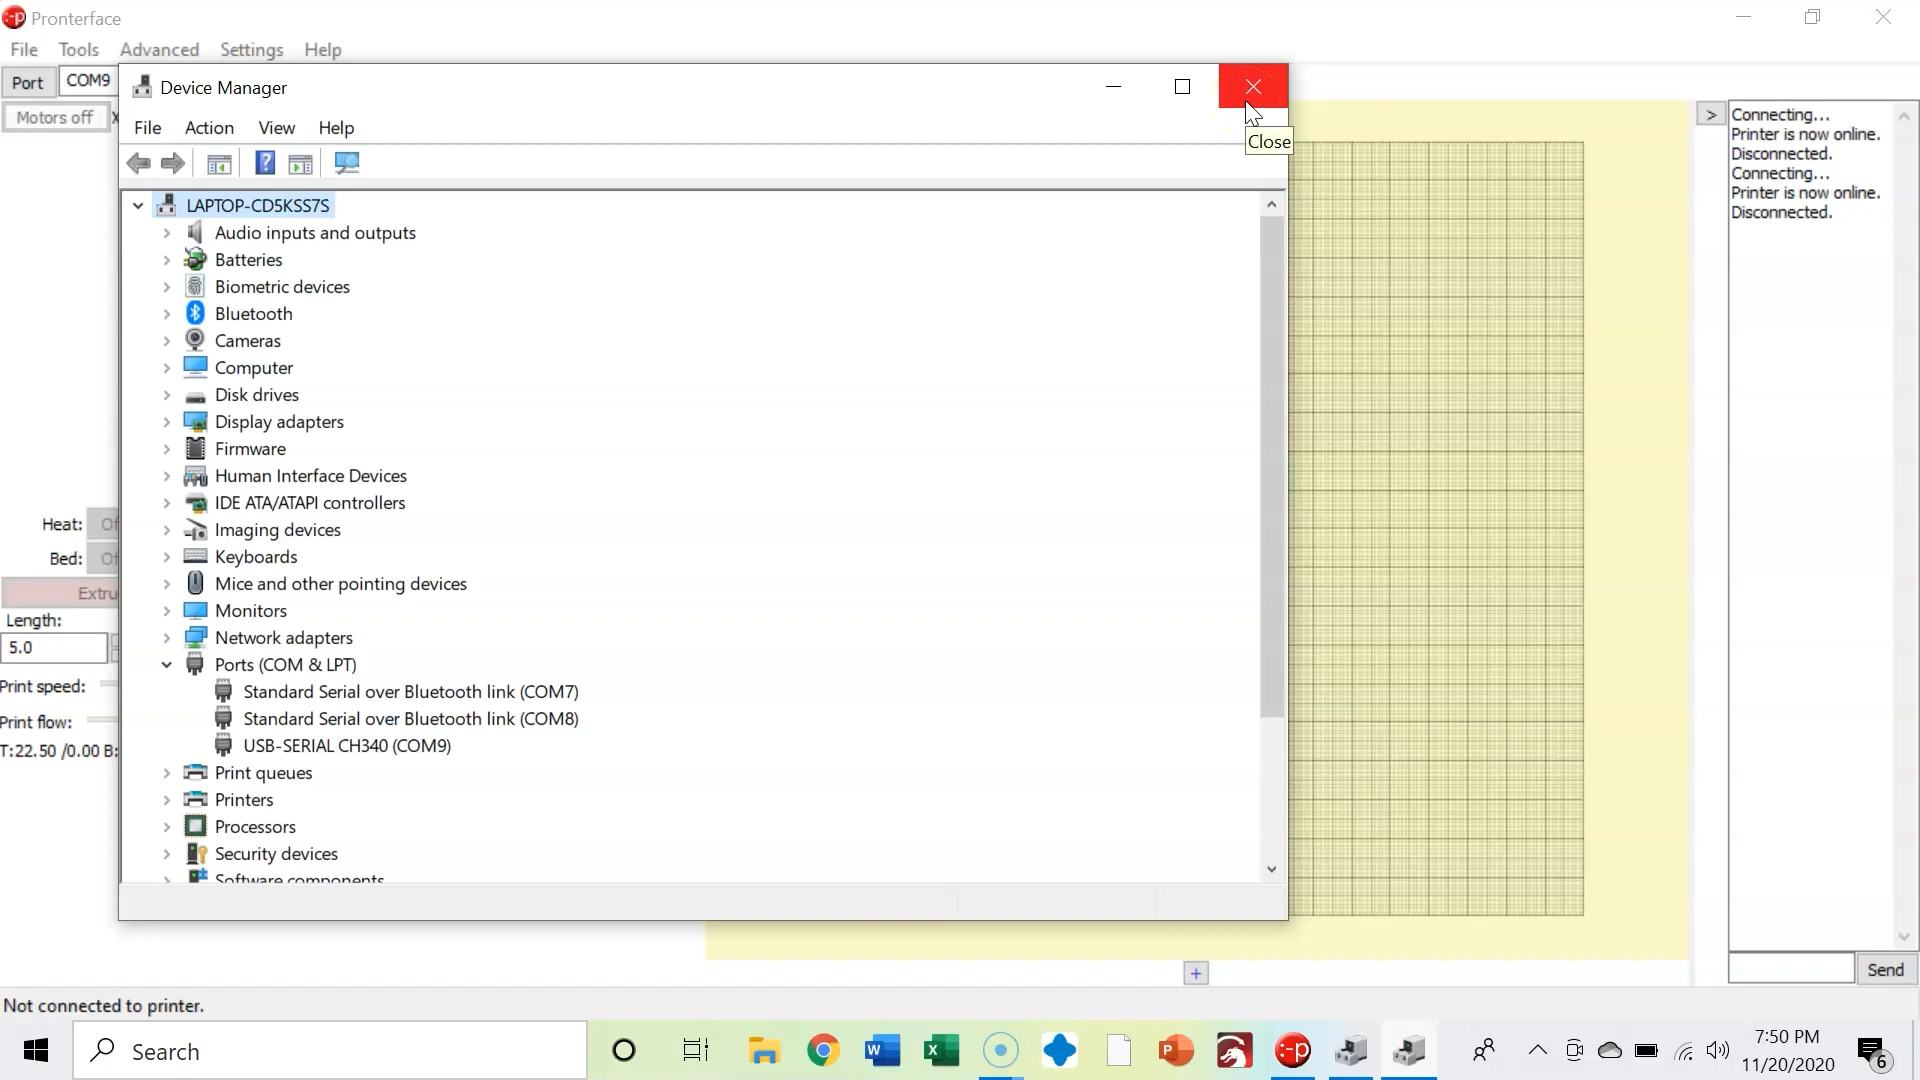 Pronterface
File Tools Advanced Settings Help
Port COM9
Motors off X
Device Manager
Close
File Action View Help
LAPTOP-CD5KSS7S
Audio inputs and outputs
Batteries
Biometric devices
Bluetooth
Cameras
Computer
Disk drives
Display adapters
Firmware
Human Interface Devices
IDE ATA/ATAPI controllers
Imaging devices
Keyboards
Mice and other pointing devices
Monitors
Network adapters
Ports (COM & LPT)
Standard Serial over Bluetooth link (COM7)
Standard Serial over Bluetooth link (COM8)
USB-SERIAL CH340 (COM9)
Print queues
Printers
Processors
Security devices
Software components
Heat: Of
Bed: Of
Extru
Length:
5.0
Print speed:
Print flow:
T:22.50 /0.00 B:
>
Connecting...
Printer is now online.
Disconnected.
Connecting...
Printer is now online.
Disconnected.
+
Send
Not connected to printer.
Search
7:50 PM
11/20/2020
6